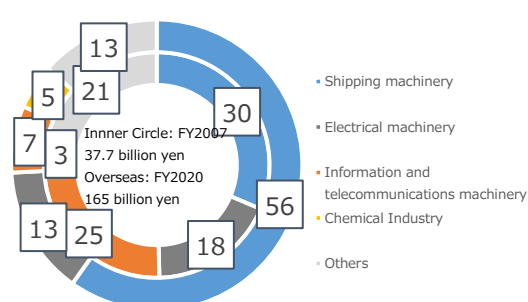 13
5
21
30
7
3
Innner Circle: FY2007
37.7 billion yen
Overseas: FY2020
165 billion yen
56
13
25
18
Shipping machinery
Electrical machinery
Information and
telecommunications machinery
Chemical Industry
Others